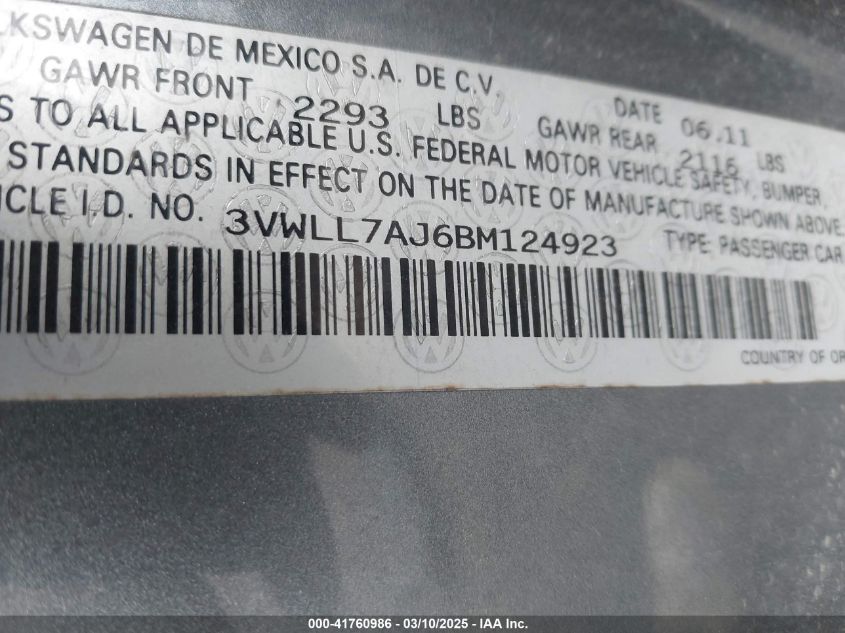 LKSWAGEN DE MEXICO S.A. DE C.V.
DATE 06.11
GAWR FRONT 2293 LBS GAWR REAR 2116 LBS
S TO ALL APPLICABLE U.S. FEDERAL MOTOR VEHICLE SAFETY, BUMPER,
STANDARDS IN EFFECT ON THE DATE OF MANUFACTURE SHOWN ABOVE.
ICLE I.D. NO. 3VWLL7AJ6BM124923 TYPE: PASSENGER CAR
COUNTRY OF OR
000-41760986 - 03/10/2025 - IAA Inc.